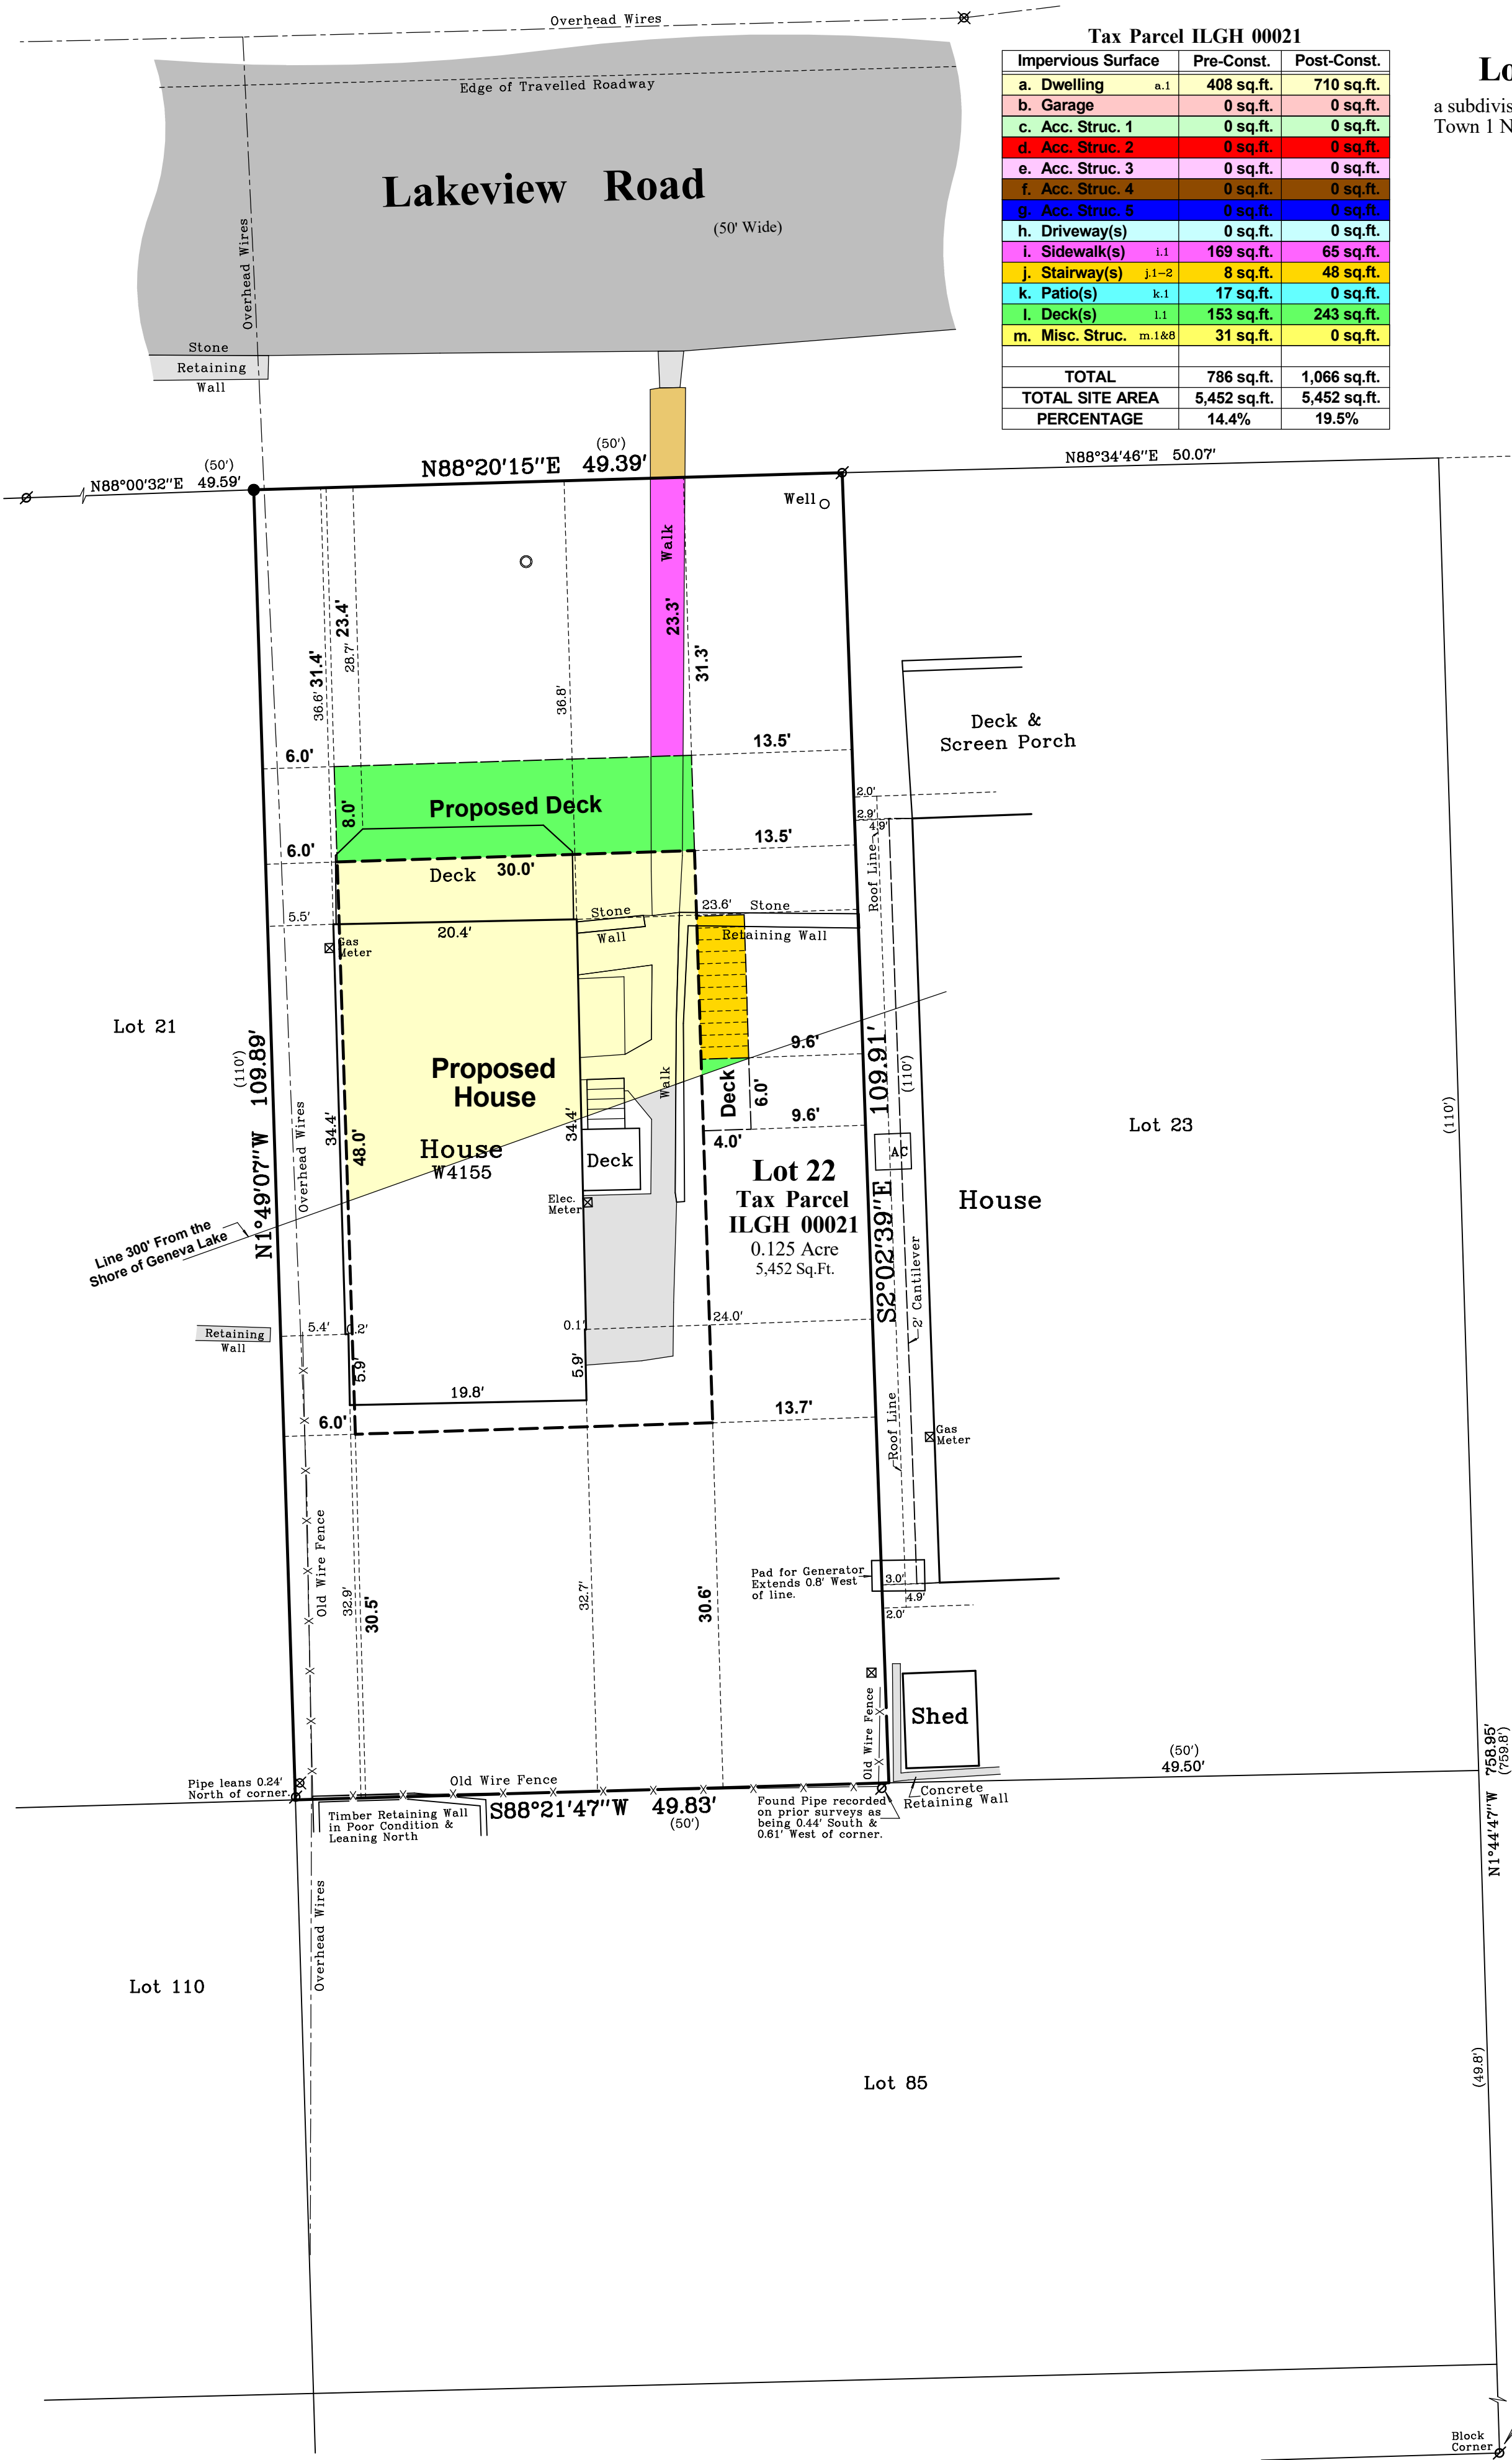 Overhead Wires
Edge of Travelled Roadway
Lakeview Road
(50' Wide)
Overhead Wires
Stone
Retaining
Wall
Tax Parcel ILGH 00021
Impervious Surface Pre-Const. Post-Const.
a. Dwelling a.1 408 sq.ft. 710 sq.ft.
b. Garage 0 sq.ft. 0 sq.ft.
c. Acc. Struc. 1 0 sq.ft. 0 sq.ft.
d. Acc. Struc. 2 0 sq.ft. 0 sq.ft.
e. Acc. Struc. 3 0 sq.ft. 0 sq.ft.
f. Acc. Struc. 4 0 sq.ft. 0 sq.ft.
g. Acc. Struc. 5 0 sq.ft. 0 sq.ft.
h. Driveway(s) 0 sq.ft. 0 sq.ft.
i. Sidewalk(s) i.1 169 sq.ft. 65 sq.ft.
j. Stairway(s) j.1-2 8 sq.ft. 48 sq.ft.
k. Patio(s) k.1 17 sq.ft. 0 sq.ft.
l. Deck(s) l.1 153 sq.ft. 243 sq.ft.
m. Misc. Struc. m.1&8 31 sq.ft. 0 sq.ft.
TOTAL 786 sq.ft. 1,066 sq.ft.
TOTAL SITE AREA 5,452 sq.ft. 5,452 sq.ft.
PERCENTAGE 14.4% 19.5%
Lo
a subdivis
Town 1 N
(50')
N88°00'32"E 49.59'
(50')
N88°20'15"E 49.39'
N88°34'46"E 50.07'
Well
Walk
23.3'
31.3'
23.4'
28.7'
31.4'
36.6'
36.8'
6.0'
13.5'
Deck &
Screen Porch
Proposed Deck
8.0'
6.0'
13.5'
Deck 30.0'
2.0'
2.9'
4.9'
Roof Line
5.5'
20.4'
Gas
Meter
Stone
Wall
23.6' Stone
Retaining Wall
Lot 21
(110')
N1°49'07"W 109.89'
Proposed
House
House
W4155
34.4'
48.0'
34.4'
Overhead Wires
Walk
Deck
Elec.
Meter
Deck
9.6'
6.0'
9.6'
4.0'
Lot 22
Tax Parcel
ILGH 00021
0.125 Acre
5,452 Sq.Ft.
S2°02'39"E 109.91'
(110')
AC
House
Lot 23
(110')
2' Cantilever
Line 300' From the
Shore of Geneva Lake
Retaining
Wall
5.4'
0.2'
5.9'
0.1'
5.9'
24.0'
19.8'
6.0'
13.7'
Roof Line
Gas
Meter
Old Wire Fence
32.9'
30.5'
32.7'
30.6'
Pad for Generator
Extends 0.8' West
of line.
3.0'
4.9'
2.0'
Old Wire Fence
Shed
(50')
49.50'
N1°44'47"W 758.95'
(759.8')
Pipe leans 0.24'
North of corner.
Old Wire Fence
S88°21'47"W 49.83'
(50')
Timber Retaining Wall
in Poor Condition &
Leaning North
Found Pipe recorded
on prior surveys as
being 0.44' South &
0.61' West of corner.
Concrete
Retaining Wall
Overhead Wires
Lot 110
Lot 85
(49.8')
Block
Corner